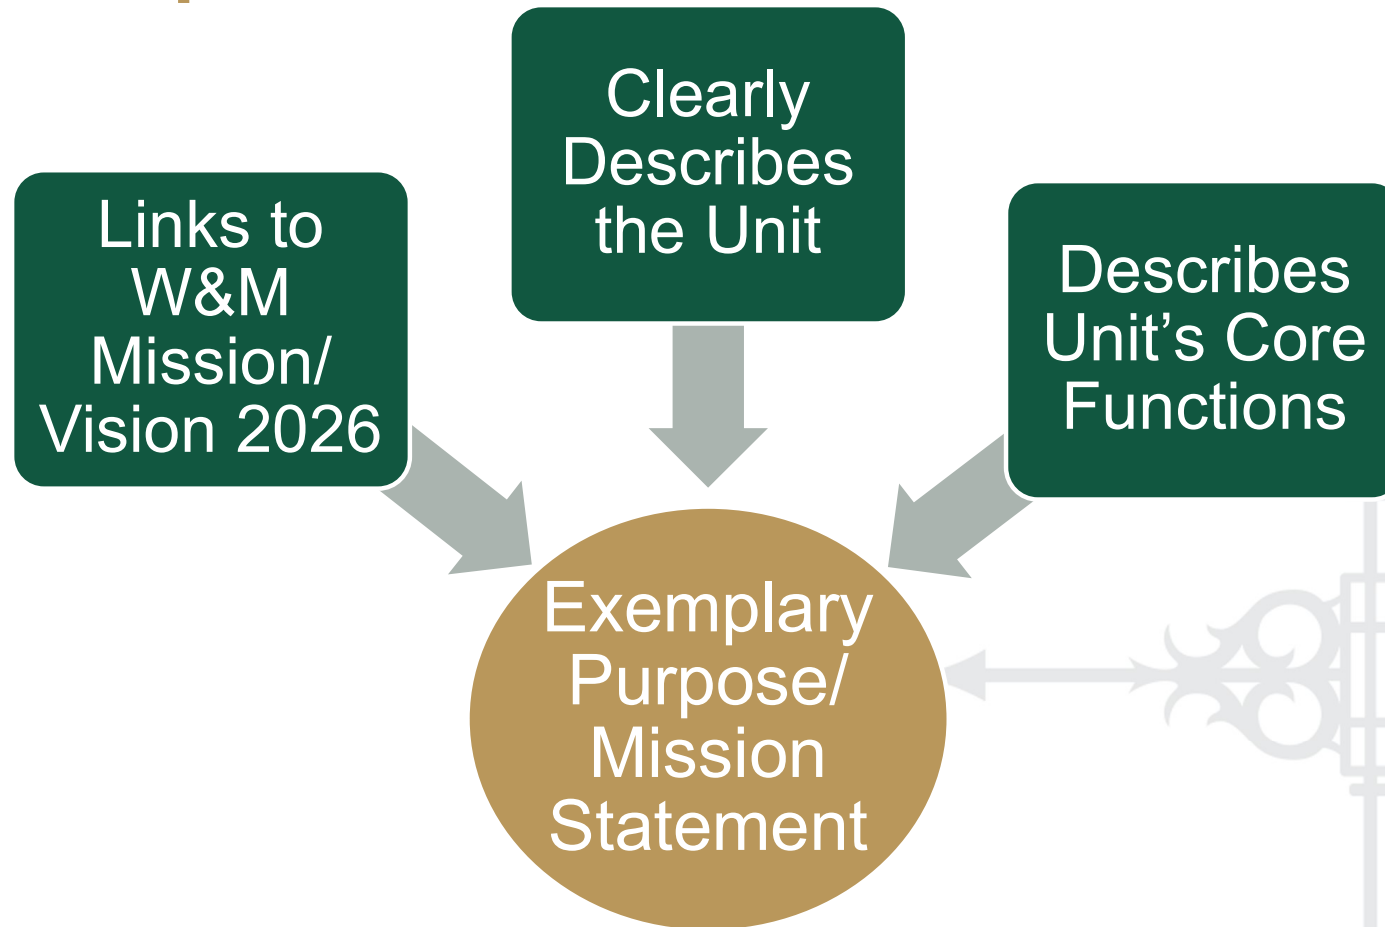 Clearly
Describes
the Unit
Links to
W&M
Mission/
Vision 2026
Describes
Unit’s Core
Functions
Exemplary
Purpose/
Mission
Statement